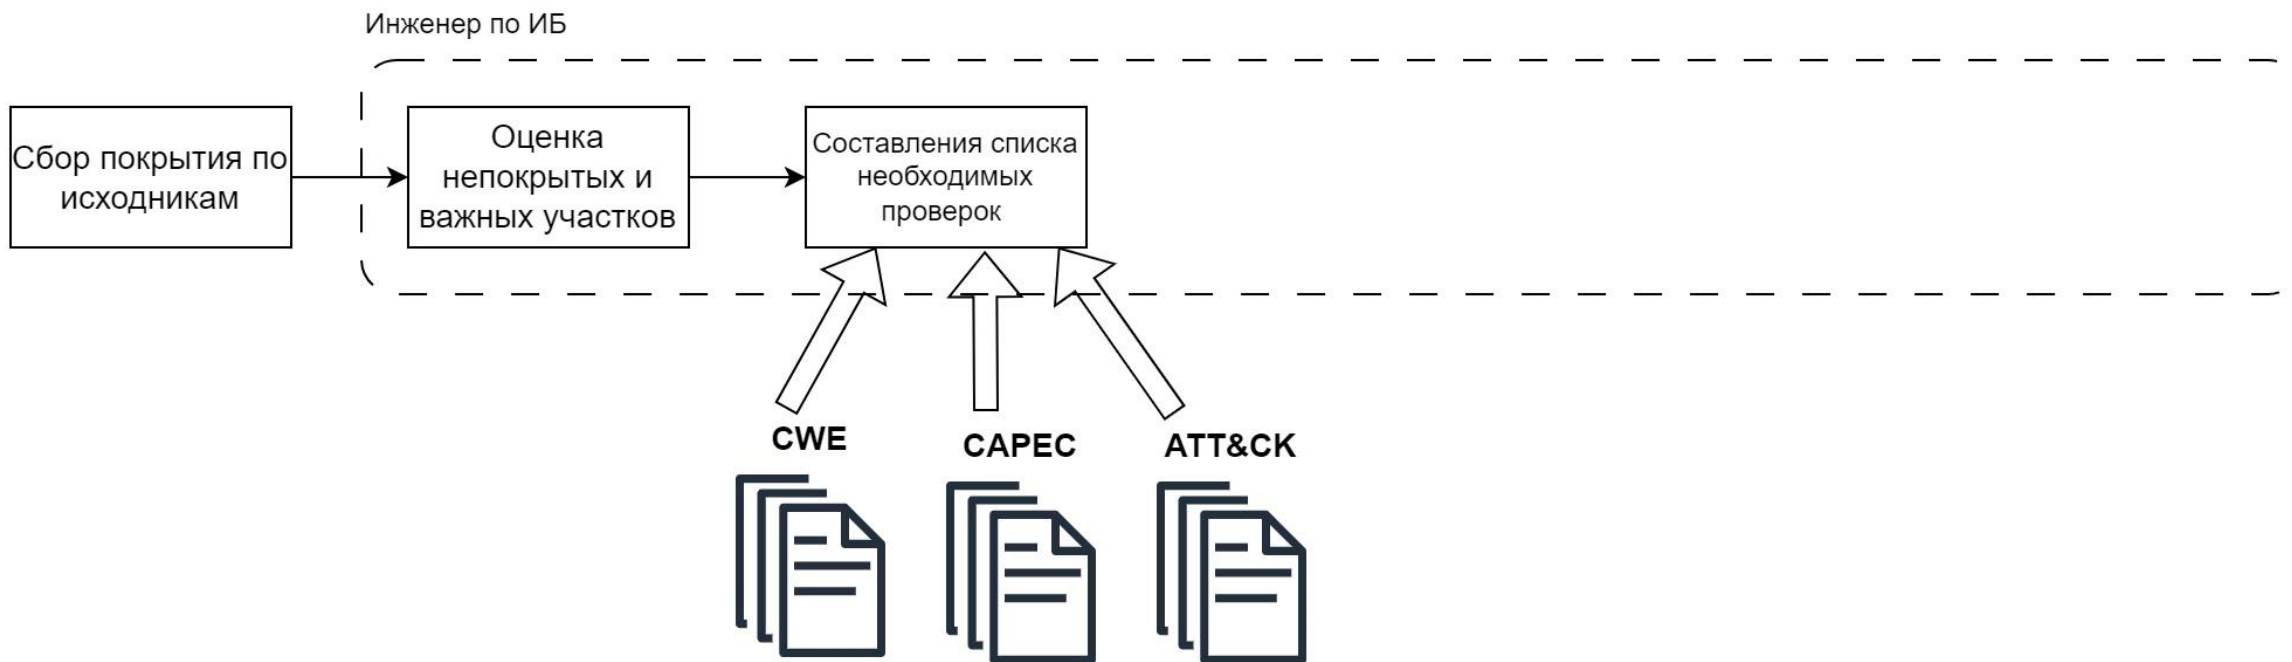 Инженер по ИБ
Сбор покрытия по
исходникам
Оценка
непокрытых и
важных участков
Составления списка
необходимых
проверок
CWE
CAPEC
ATT&CK